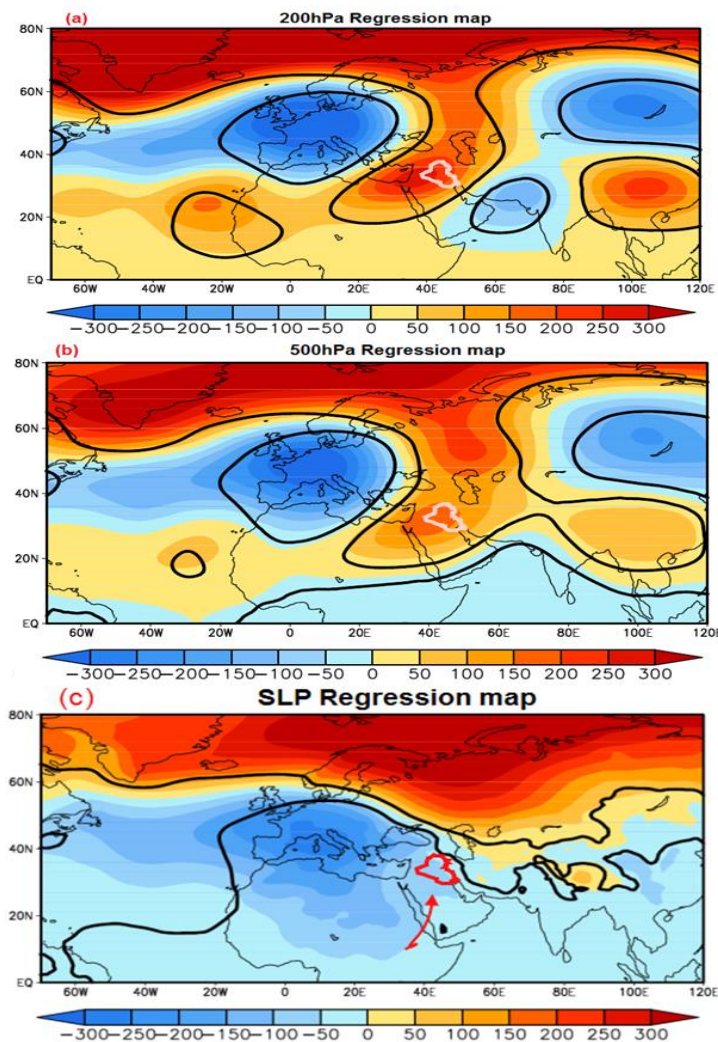 (a)
200hPa Regression map
80N
60N
40N
20N
EQ
60W 40W 20W 0 20E 40E 60E 80E 100E 120E
−300−250−200−150−100 −50 0 50 100 150 200 250 300
(b)
500hPa Regression map
80N
60N
40N
20N
EQ
60W 40W 20W 0 20E 40E 60E 80E 100E 120E
−300−250−200−150−100 −50 0 50 100 150 200 250 300
(c)
SLP Regression map
80N
60N
40N
20N
EQ
60W 40W 20W 0 20E 40E 60E 80E 100E 120E
−300−250−200−150−100 −50 0 50 100 150 200 250 300